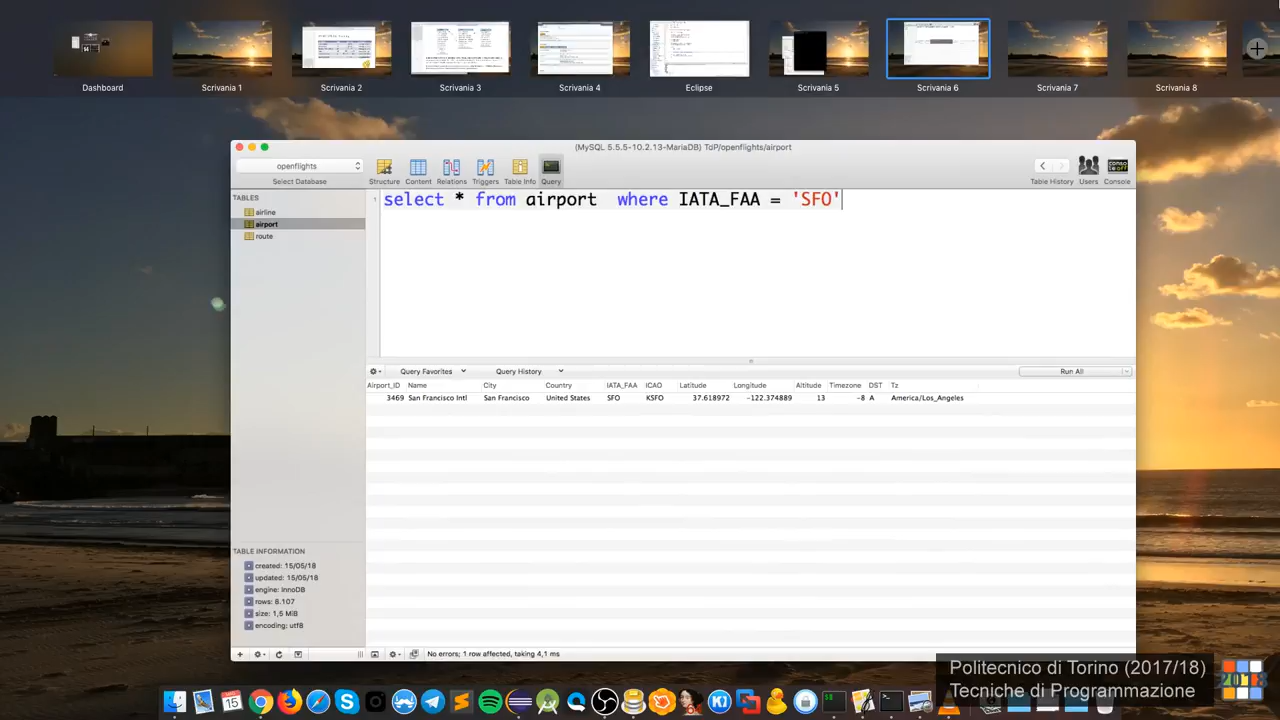 Dashboard
Scrivania 1
Scrivania 2
Scrivania 3
Scrivania 4
Eclipse
Scrivania 5
Scrivania 6
Scrivania 7
Scrivania 8
(MySQL 5.5.5-10.2.13-MariaDB) ToP/openflights/airport
openflights
Select Database
Structure
Content
Relations
Triggers
Table Info
Query
Table History
Users
Console
TABLES
airline
airport
route
1
select * from airport  where IATA_FAA = 'SFO'
Query Favorites
Query History
Run All
Airport_ID Name City Country IATA_FAA ICAO Latitude Longitude Altitude Timezone DST Tz
3469 San Francisco Intl San Francisco United States SFO KSFO 37.618972 -122.374889 13 -8 A America/Los_Angeles
TABLE INFORMATION
created: 15/05/18
updated: 15/05/18
engine: InnoDB
rows: 8.107
size: 1,5 MiB
encoding: utf8
No errors; 1 row affected, taking 4,1 ms
Politecnico di Torino (2017/18)
Tecniche di Programmazione
2018
15